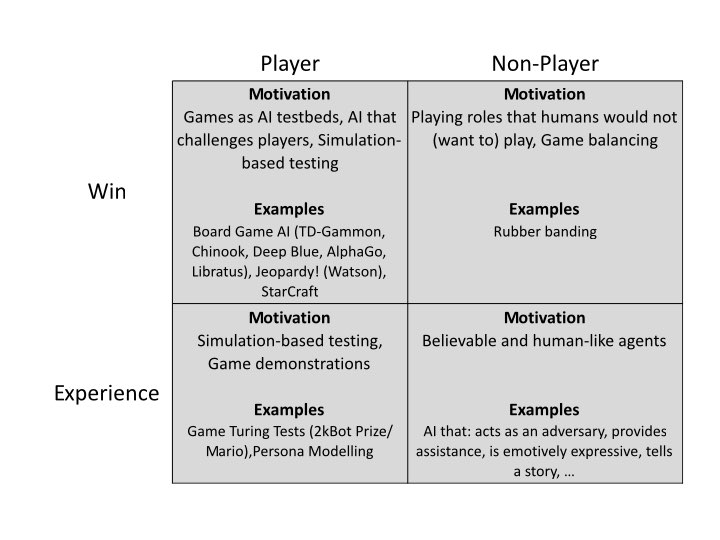 Player
Non-Player
Win
Motivation
Games as AI testbeds, AI that
challenges players, Simulation-
based testing
Examples
Board Game AI (TD-Gammon,
Chinook, Deep Blue, AlphaGo,
Libratus), Jeopardy! (Watson),
StarCraft
Motivation
Playing roles that humans would not
(want to) play, Game balancing
Examples
Rubber banding
Experience
Motivation
Simulation-based testing,
Game demonstrations
Examples
Game Turing Tests (2kBot Prize/
Mario),Persona Modelling
Motivation
Believable and human-like agents
Examples
AI that: acts as an adversary, provides
assistance, is emotively expressive, tells
a story, …